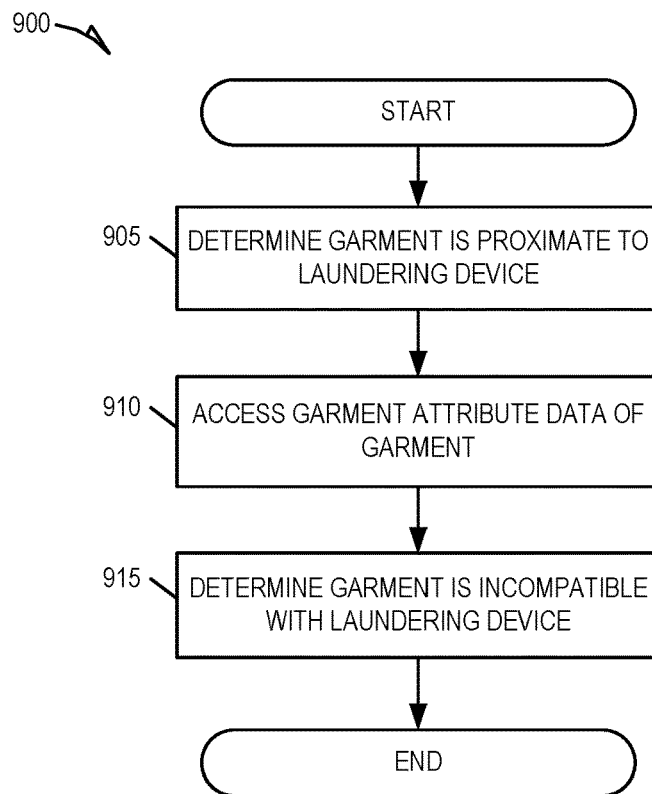 900
START
905
DETERMINE GARMENT IS PROXIMATE TO
LAUNDERING DEVICE
910
ACCESS GARMENT ATTRIBUTE DATA OF
GARMENT
915
DETERMINE GARMENT IS INCOMPATIBLE
WITH LAUNDERING DEVICE
END